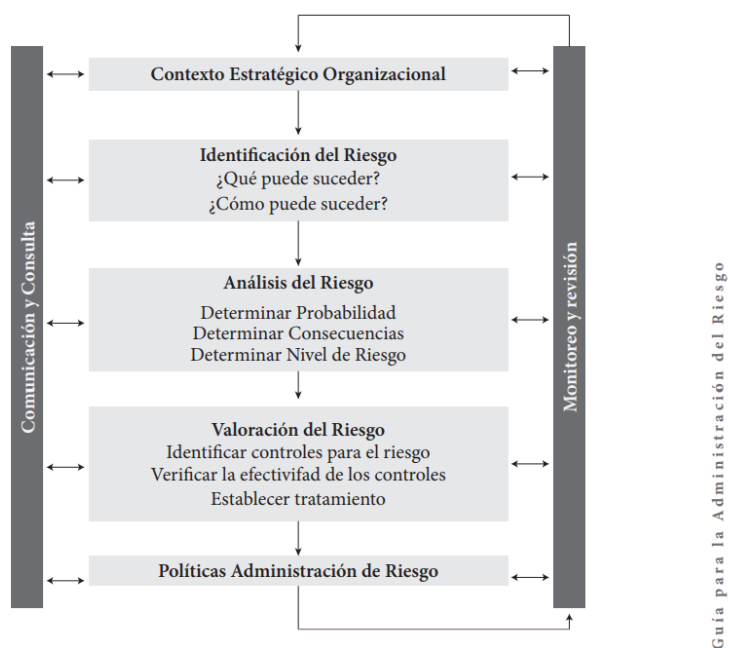 Contexto Estratégico Organizacional
Identificación del Riesgo
¿Qué puede suceder?
¿Cómo puede suceder?
Análisis del Riesgo
Determinar Probabilidad
Determinar Consecuencias
Determinar Nivel de Riesgo
Valoración del Riesgo
Identificar controles para el riesgo
Verificar la efectivifad de los controles
Establecer tratamiento
Políticas Administración de Riesgo
Comunicación y Consulta
Monitoreo y revisión
Guía para la Administración del Riesgo